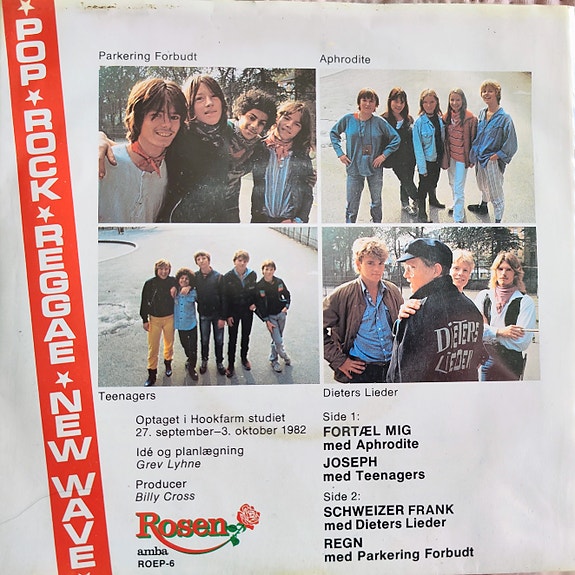 ★ POP ★ ROCK ★ REGGAE ★ NEW WAVE ★
Parkering Forbudt
Aphrodite
DiETERS
LiEDER
Teenagers
Dieters Lieder
Optaget i Hookfarm studiet
27. september–3. oktober 1982
Idé og planlægning
Grev Lyhne
Producer
Billy Cross
Rosen
amba
ROEP-6
Side 1:
FORTÆL MIG
med Aphrodite
JOSEPH
med Teenagers
Side 2:
SCHWEIZER FRANK
med Dieters Lieder
REGN
med Parkering Forbudt